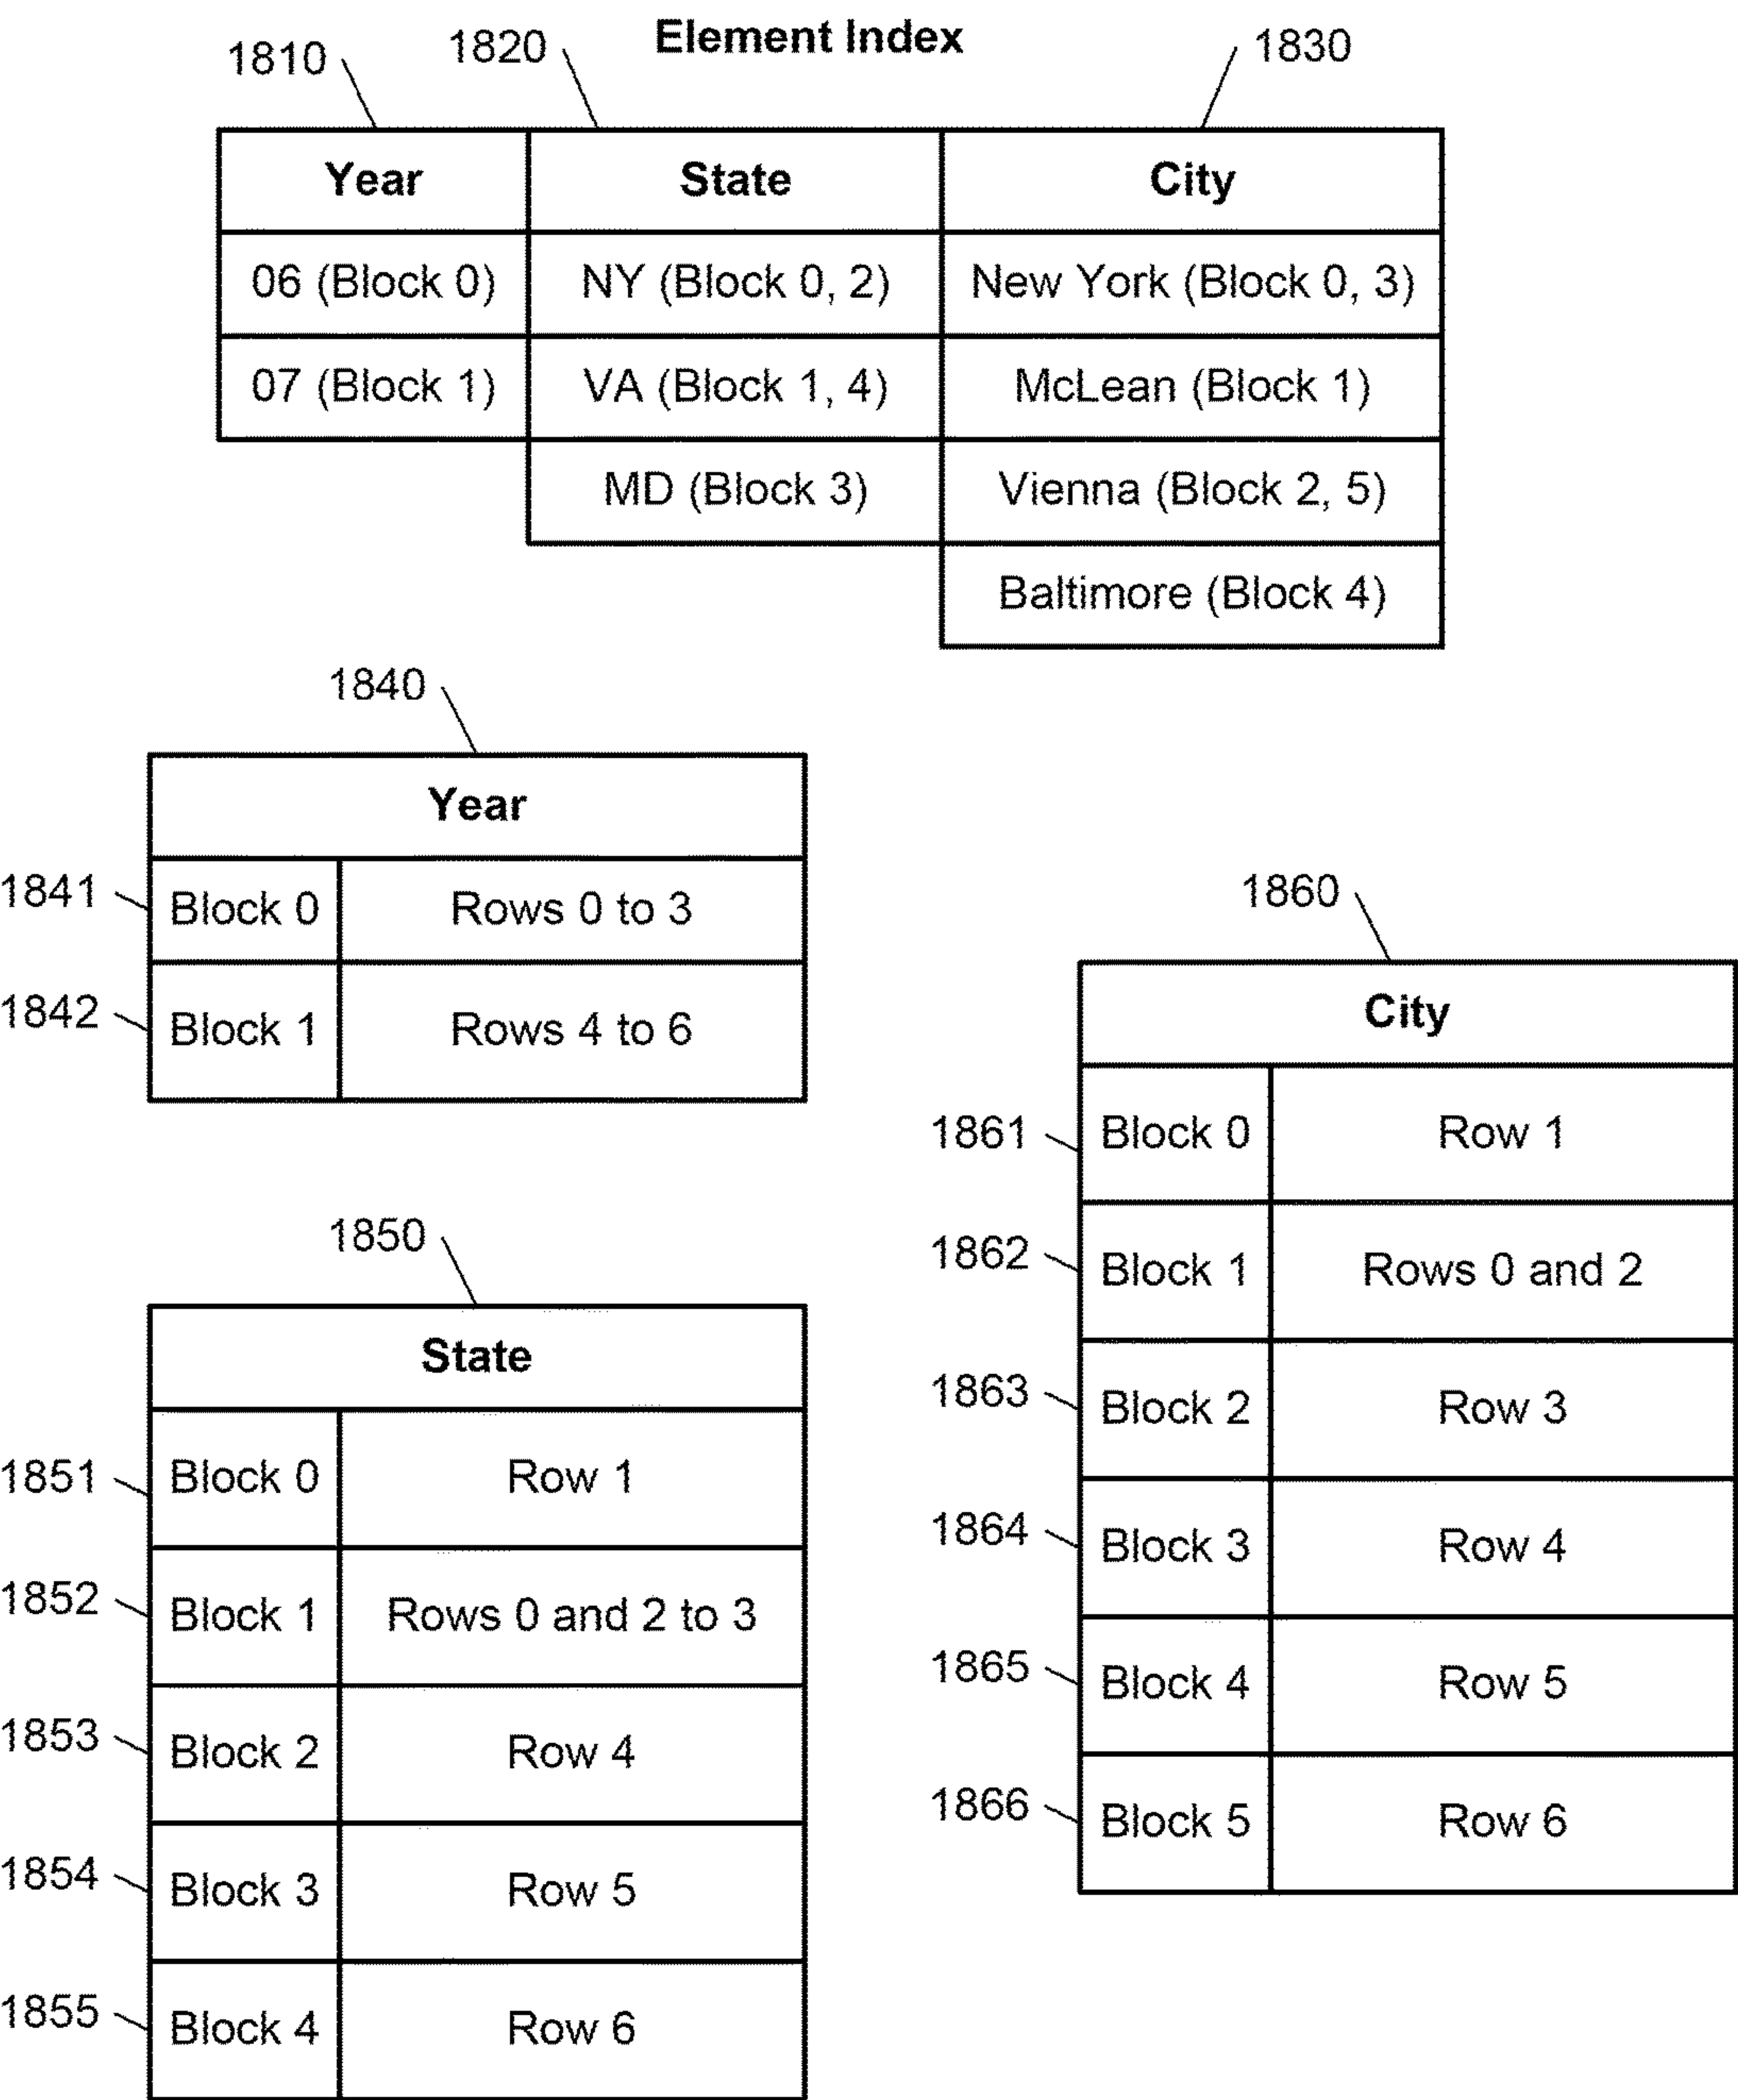 Element Index
1810 1820 1830
Year State City
06 (Block 0) NY (Block 0, 2) New York (Block 0, 3)
07 (Block 1) VA (Block 1, 4) McLean (Block 1)
MD (Block 3) Vienna (Block 2, 5)
Baltimore (Block 4)
1840
Year
1841 Block 0 Rows 0 to 3
1842 Block 1 Rows 4 to 6
1850
State
1851 Block 0 Row 1
1852 Block 1 Rows 0 and 2 to 3
1853 Block 2 Row 4
1854 Block 3 Row 5
1855 Block 4 Row 6
1860
City
1861 Block 0 Row 1
1862 Block 1 Rows 0 and 2
1863 Block 2 Row 3
1864 Block 3 Row 4
1865 Block 4 Row 5
1866 Block 5 Row 6